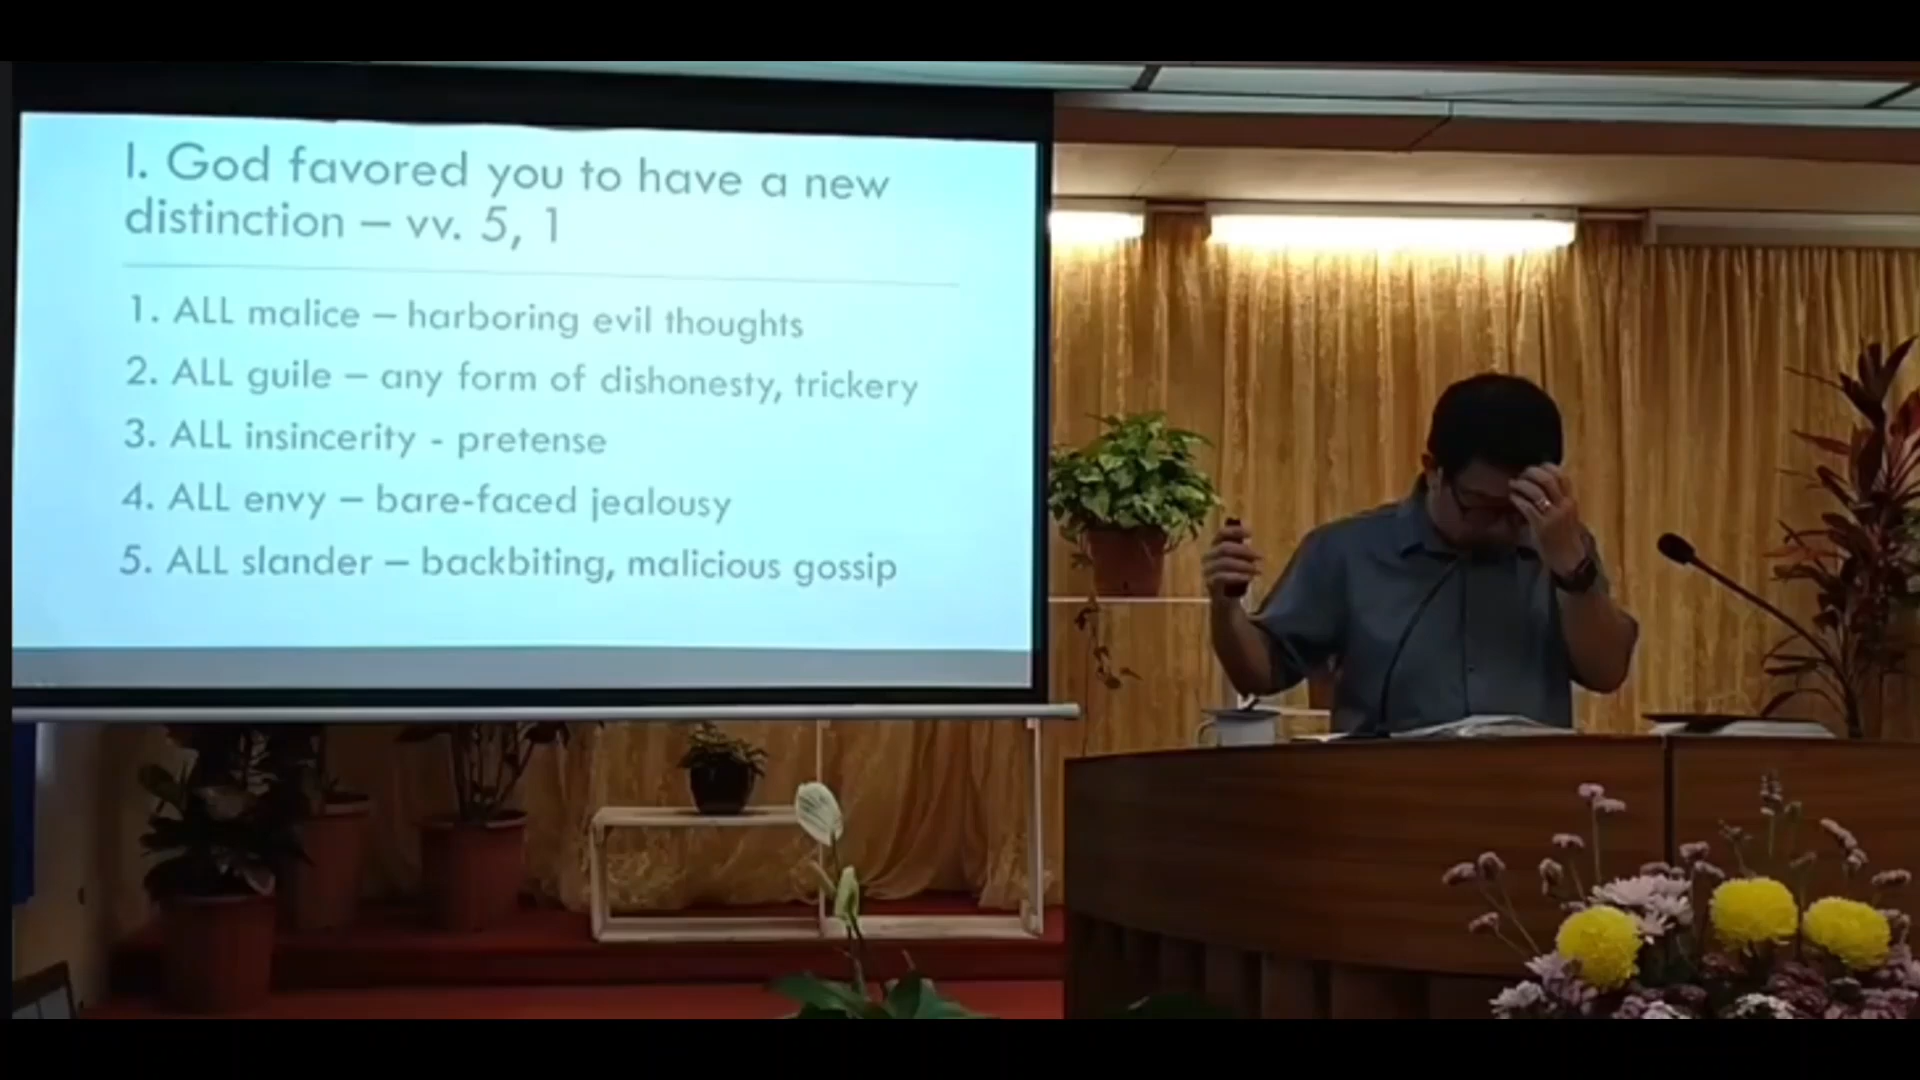 I. God favored you to have a new
distinction – vv. 5, 1
1. ALL malice – harboring evil thoughts
2. ALL guile – any form of dishonesty, trickery
3. ALL insincerity - pretense
4. ALL envy – bare-faced jealousy
5. ALL slander – backbiting, malicious gossip